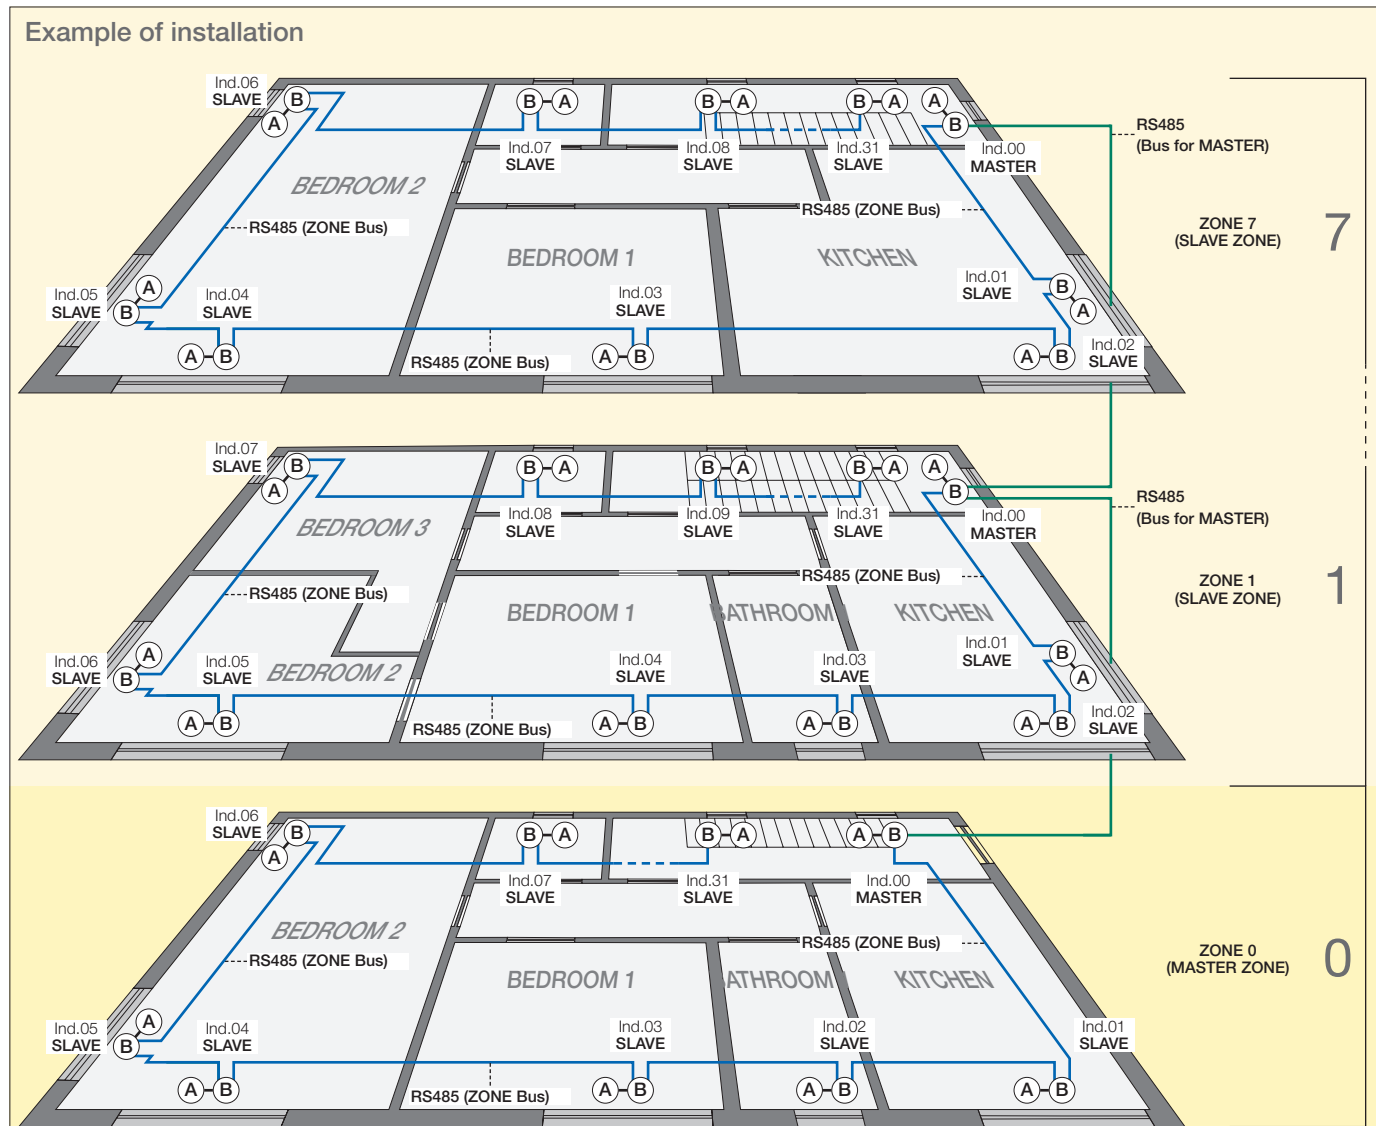 Example of installation
Ind.06
SLAVE
B
A
B
A
B
A
B
A
A
B
Ind.07
SLAVE
Ind.08
SLAVE
Ind.31
SLAVE
Ind.00
MASTER
RS485
(Bus for MASTER)
BEDROOM 2
RS485 (ZONE Bus)
RS485 (ZONE Bus)
ZONE 7
(SLAVE ZONE)
7
BEDROOM 1
KITCHEN
Ind.05
SLAVE
A
B
Ind.04
SLAVE
Ind.03
SLAVE
Ind.01
SLAVE
B
A
A
B
RS485 (ZONE Bus)
A
B
A
B
Ind.02
SLAVE
Ind.07
SLAVE
B
A
B
A
B
A
B
A
A
B
Ind.08
SLAVE
Ind.09
SLAVE
Ind.31
SLAVE
Ind.00
MASTER
RS485
(Bus for MASTER)
BEDROOM 3
RS485 (ZONE Bus)
RS485 (ZONE Bus)
ZONE 1
(SLAVE ZONE)
1
BEDROOM 1
BATHROOM 1
KITCHEN
Ind.06
SLAVE
A
B
Ind.05
SLAVE
BEDROOM 2
Ind.04
SLAVE
Ind.03
SLAVE
Ind.01
SLAVE
B
A
A
B
RS485 (ZONE Bus)
A
B
A
B
A
B
Ind.02
SLAVE
Ind.06
SLAVE
B
A
B
A
B
A
A
B
Ind.07
SLAVE
Ind.31
SLAVE
Ind.00
MASTER
BEDROOM 2
RS485 (ZONE Bus)
RS485 (ZONE Bus)
ZONE 0
(MASTER ZONE)
0
BEDROOM 1
BATHROOM
KITCHEN
Ind.05
SLAVE
A
B
Ind.04
SLAVE
Ind.03
SLAVE
Ind.02
SLAVE
Ind.01
SLAVE
A
B
RS485 (ZONE Bus)
A
B
A
B
A
B